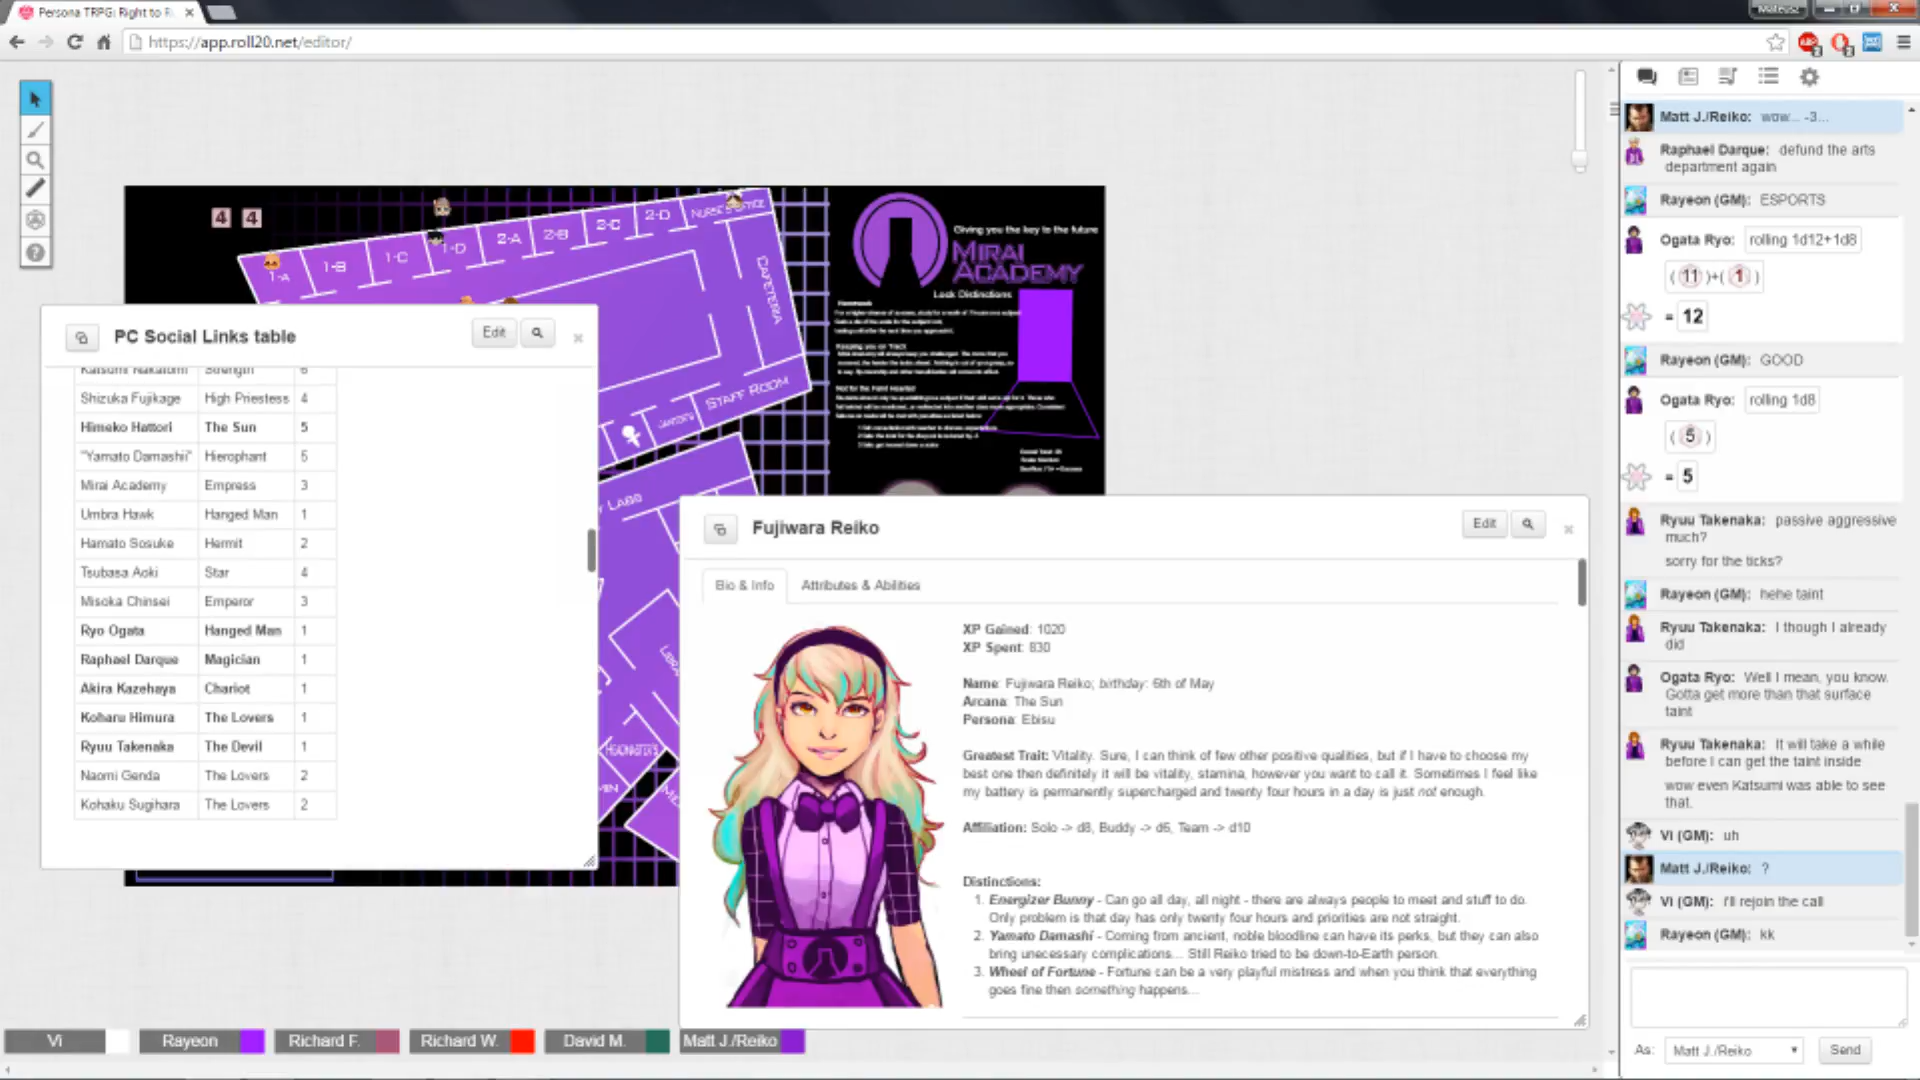 Persona TRPG: Right to R
Mateusz
https://app.roll20.net/editor/
4 4
1-A
1-B
1-C
1-D
2-A
2-B
2-C
2-D
Nurse's Office
Cafeteria
Staff Room
Labs
Giving you the key to the future
Mirai
Academy
Lock Distinctions
Homework
Keeping you on Track
PC Social Links table
Edit
Katsumi Nakatomi Strength 6
Shizuka Fujikage High Priestess 4
Himeko Hattori The Sun 5
"Yamato Damashii" Hierophant 5
Mirai Academy Empress 3
Umbra Hawk Hanged Man 1
Hamato Sosuke Hermit 2
Tsubasa Aoki Star 4
Misoka Chinsei Emperor 3
Ryo Ogata Hanged Man 1
Raphael Darque Magician 1
Akira Kazehaya Chariot 1
Koharu Himura The Lovers 1
Ryuu Takenaka The Devil 1
Naomi Genda The Lovers 2
Kohaku Sugihara The Lovers 2
Fujiwara Reiko
Edit
Bio & Info Attributes & Abilities
XP Gained: 1020
XP Spent: 830
Name: Fujiwara Reiko; birthday: 6th of May
Arcana: The Sun
Persona: Ebisu
Greatest Trait: Vitality. Sure, I can think of few other positive qualities, but if I have to choose my
best one then definitely it will be vitality, stamina, however you want to call it. Sometimes I feel like
my battery is permanently supercharged and twenty four hours in a day is just not enough.
Affiliation: Solo -> d8, Buddy -> d6, Team -> d10
Distinctions:
1. Energizer Bunny - Can go all day, all night - there are always people to meet and stuff to do.
Only problem is that day has only twenty four hours and priorities are not straight.
2. Yamato Damashi - Coming from ancient, noble bloodline can have its perks, but they can also
bring unecessary complications... Still Reiko tried to be down-to-Earth person.
3. Wheel of Fortune - Fortune can be a very playful mistress and when you think that everything
goes fine then something happens...
Vi
Rayeon
Richard F.
Richard W.
David M.
Matt J./Reiko
Matt J./Reiko: wow... -3...
Raphael Darque: defund the arts
department again
Rayeon (GM): ESPORTS
Ogata Ryo: rolling 1d12+1d8
(11)+(1)
= 12
Rayeon (GM): GOOD
Ogata Ryo: rolling 1d8
(5)
= 5
Ryuu Takenaka: passive aggressive
much?
sorry for the ticks?
Rayeon (GM): hehe taint
Ryuu Takenaka: I though I already
did
Ogata Ryo: Well I mean, you know.
Gotta get more than that surface
taint
Ryuu Takenaka: It will take a while
before I can get the taint inside
wow even Katsumi was able to see
that.
Vi (GM): uh
Matt J./Reiko: ?
Vi (GM): i'll rejoin the call
Rayeon (GM): kk
As: Matt J./Reiko Send